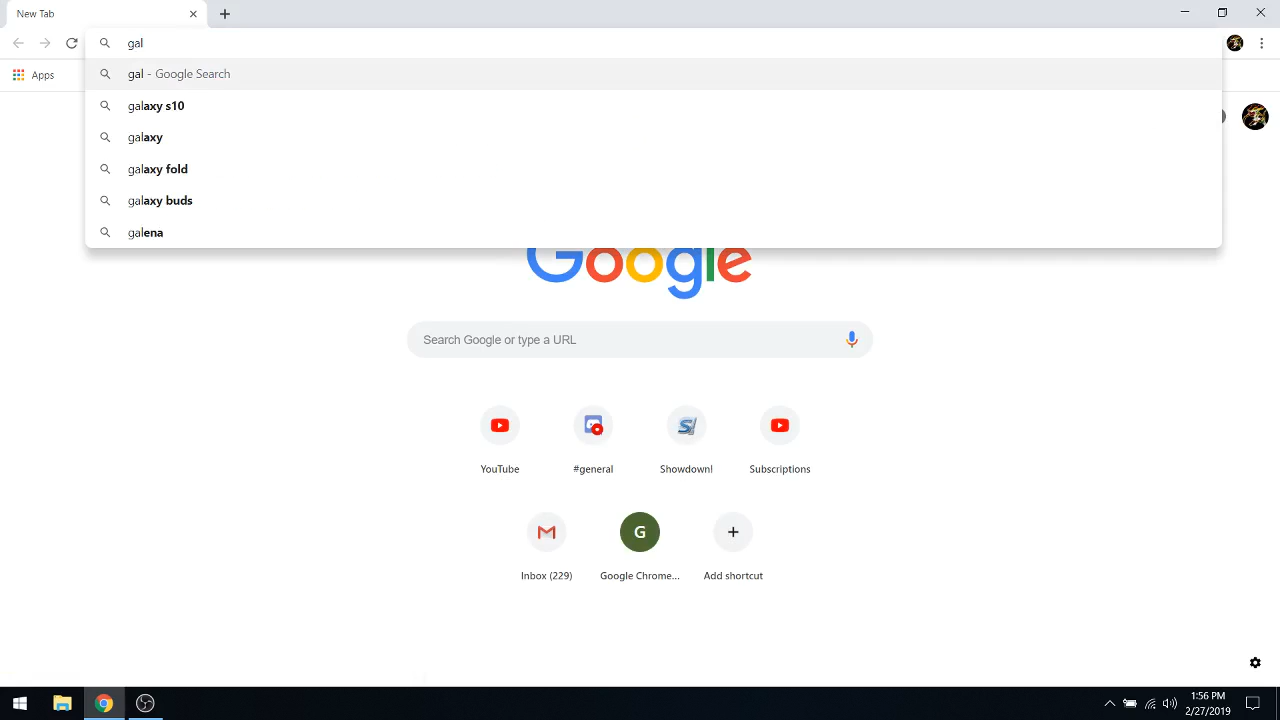 New Tab
gal
gal - Google Search
Apps
galaxy s10
galaxy
galaxy fold
galaxy buds
galena
Google
Search Google or type a URL
YouTube
#general
Showdown!
Subscriptions
G
Inbox (229)
Google Chrome...
Add shortcut
1:56 PM
2/27/2019